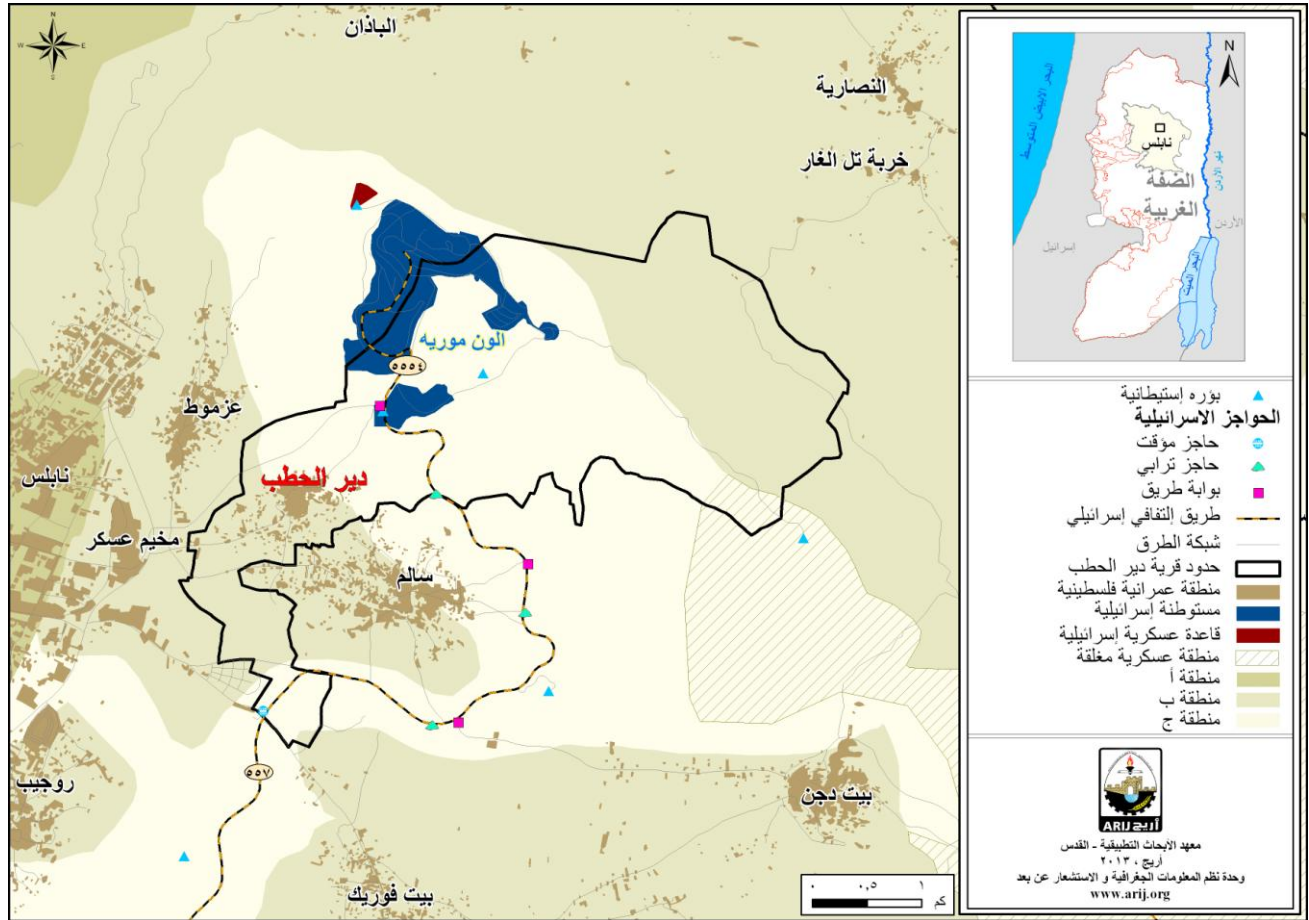 N
E
S
W
الباذان
النصارية
خربة تل الغار
الون موريه
٥٥٥٤
عزموط
دير الحطب
نابلس
مخيم عسكر
سالم
٥٥٧
روجيب
بيت دجن
بيت فوريك
٠ ٠,٥ ١
كم
N
البحر الابيض المتوسط
نابلس
الضفة
الغربية
نهر الاردن
الأردن
إسرائيل
البحر الميت
بؤره إستيطانية
الحواجز الاسرائيلية
حاجز مؤقت
حاجز ترابي
بوابة طريق
طريق إلتفافي إسرائيلي
شبكة الطرق
حدود قرية دير الحطب
منطقة عمرانية فلسطينية
مستوطنة إسرائيلية
قاعدة عسكرية إسرائيلية
منطقة عسكرية مغلقة
منطقة أ
منطقة ب
منطقة ج
أريج ARIJ
معهد الأبحاث التطبيقية - القدس
أريج ، ٢٠١٣
وحدة نظم المعلومات الجغرافية و الاستشعار عن بعد
www.arij.org